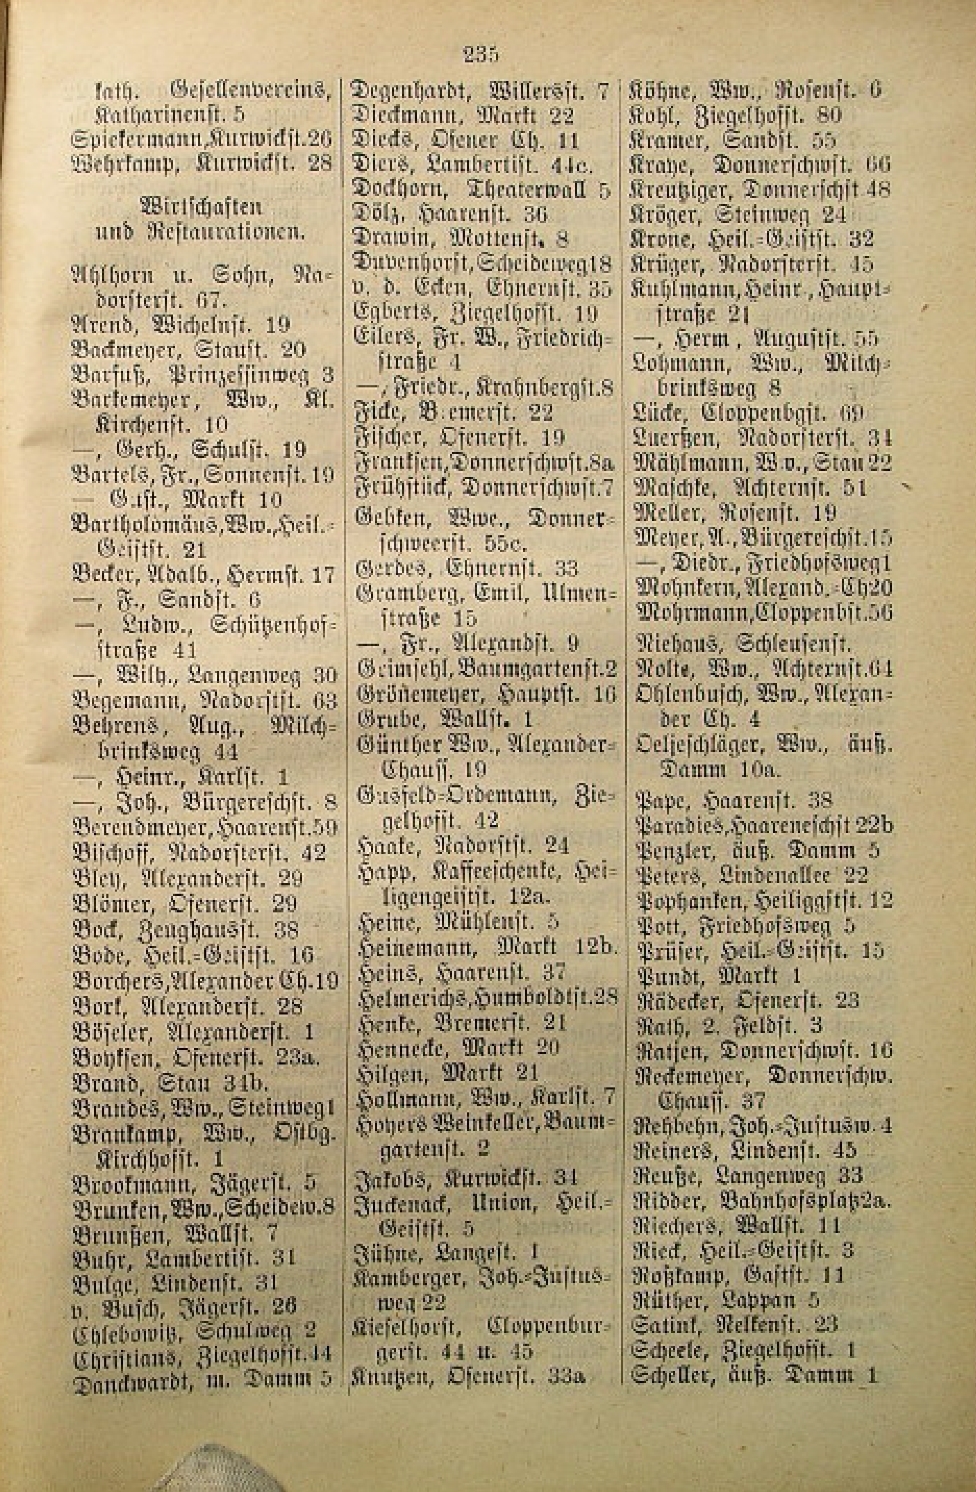 235
kath. Gesellenvereins,
Katharinenst. 5
Spiekermann, Kurwickst. 26
Wehrkamp, Kurwickst. 28
Wirtschaften
und Restaurationen.
Ahlhorn u. Sohn, Na-
dorsterst. 67.
Arend, Wichelnst. 19
Backmeyer, Staust. 20
Barfuß, Prinzessinweg 3
Barkemeyer, Ww., Kl.
Kirchenst. 10
—, Gerh., Schulst. 19
Bartels, Fr., Sonnenst. 19
— Gust., Markt 10
Bartholomäus, Ww., Heil.-
Geistst. 21
Becker, Adalb., Hermst. 17
—, F., Sandst. 6
—, Ludw., Schützenhof-
straße 41
—, Wilh., Langenweg 30
Begemann, Nadorstst. 63
Behrens, Aug., Milch-
brinksweg 44
—, Heinr., Karlst. 1
—, Joh., Bürgereschst. 8
Berendmeyer, Haarenst. 59
Bischoff, Nadorsterst. 42
Bley, Alexanderst. 29
Blömer, Ofenerst. 29
Bock, Zeughausst. 38
Bode, Heil.-Geistst. 16
Borchers, Alexander Ch. 19
Bork, Alexanderst. 28
Böseler, Alexanderst. 1
Boyksen, Ofenerst. 23a.
Brand, Stau 34b.
Brandes, Ww., Steinweg 1
Brankamp, Ww., Ostbg.
Kirchhofst. 1
Brookmann, Jägerst. 5
Brunken, Ww., Scheidew. 8
Brunßen, Wallst. 7
Buhr, Lambertist. 31
Bulge, Lindenst. 31
v. Busch, Jägerst. 26
Chlebowitz, Schulweg 2
Christians, Ziegelhofst. 44
Danckwardt, m. Damm 5
Degenhardt, Willersst. 7
Dieckmann, Markt 22
Diecks, Ofener Ch. 11
Diers, Lambertist. 44c.
Dockhorn, Theaterwall 5
Dölz, Haarenst. 36
Drawin, Mottenst. 8
Duvenhorst, Scheideweg 18
v. d. Ecken, Ehnernst. 35
Egberts, Ziegelhofst. 19
Eilers, Fr. W., Friedrich-
straße 4
—, Friedr., Krahnbergst. 8
Ficke, Bremerst. 22
Fischer, Ofenerst. 19
Franksen, Donnerschwst. 8a
Frühstück, Donnerschwst. 7
Gebken, Wwe., Donner-
schweerst. 55c.
Gerdes, Ehnernst. 33
Gramberg, Emil, Ulmen-
straße 15
—, Fr., Alexandst. 9
Grimsehl, Baumgartenst. 2
Grönemeyer, Hauptst. 16
Grube, Wallst. 1
Günther Ww., Alexander-
Chauss. 19
Gusfeld-Ordemann, Zie-
gelhofst. 42
Haake, Nadorstst. 24
Happ, Kaffeeschenke, Hei-
ligengeistst. 12a.
Heine, Mühlenst. 5
Heinemann, Markt 12b.
Heins, Haarenst. 37
Helmerichs, Humboldtst. 28
Henke, Bremerst. 21
Hennecke, Markt 20
Hilgen, Markt 21
Hollmann, Ww., Karlst. 7
Hoyers Weinkeller, Baum-
gartenst. 2
Jakobs, Kurwickst. 34
Juckenack, Union, Heil.-
Geistst. 5
Jühne, Langest. 1
Kamberger, Joh.-Justus-
weg 22
Kieselhorst, Cloppenbur-
gerst. 44 u. 45
Knutzen, Ofenerst. 33a
Köhne, Ww., Rosenst. 6
Kohl, Ziegelhofst. 80
Kramer, Sandst. 55
Kraye, Donnerschwst. 66
Kreutziger, Donnerschst. 48
Kröger, Steinweg 24
Krone, Heil.-Geistst. 32
Krüger, Nadorsterst. 45
Kuhlmann, Heinr., Haupt-
straße 21
—, Herm, Augustst. 55
Lohmann, Ww., Milch-
brinksweg 8
Lücke, Cloppenbgst. 69
Luerßen, Nadorsterst. 34
Mählmann, Ww., Stau 22
Maschke, Achternst. 51
Meller, Rosenst. 19
Meyer, A., Bürgereschst. 15
—, Diedr., Friedhofsweg 1
Mohnkern, Alexand.-Ch 20
Mohrmann, Cloppenbst. 56
Niehaus, Schleusenst.
Nolte, Ww., Achternst. 64
Ohlenbusch, Ww., Alexan-
der Ch. 4
Oeljeschläger, Ww., äuß.
Damm 10a.
Pape, Haarenst. 38
Paradies, Haareneschst 22b
Penzler, äuß. Damm 5
Peters, Lindenallee 22
Pophanken, Heiliggstst. 12
Pott, Friedhofsweg 5
Prüser, Heil.-Geistst. 15
Pundt, Markt 1
Rädecker, Ofenerst. 23
Rath, 2. Feldst. 3
Ratjen, Donnerschwst. 16
Reckemeyer, Donnerschw.
Chauss. 37
Rehbehn, Joh.-Justusw. 4
Reiners, Lindenst. 45
Reuße, Langenweg 33
Ridder, Bahnhofsplatz 2a.
Riechers, Wallst. 11
Rieck, Heil.-Geistst. 3
Roßkamp, Gastst. 11
Rüther, Lappan 5
Satink, Nelkenst. 23
Scheele, Ziegelhofst. 1
Scheller, äuß. Damm 1